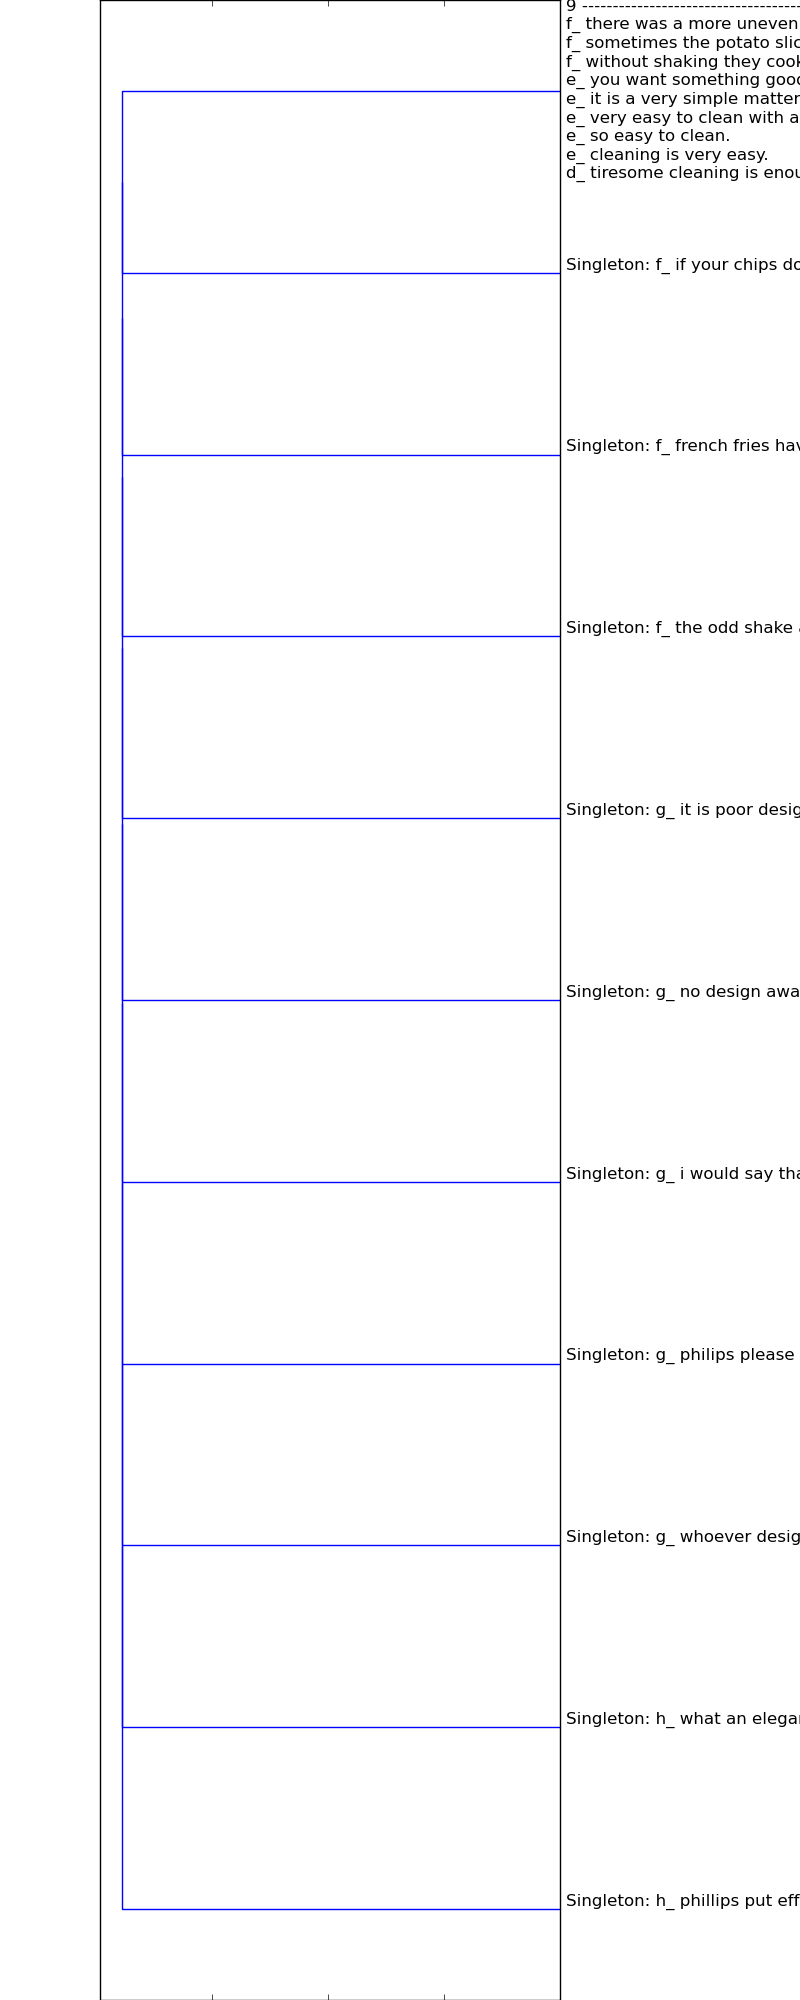 9 ------------------------------------
f_ there was a more uneven
f_ sometimes the potato slic
f_ without shaking they cook
e_ you want something good
e_ it is a very simple matter
e_ very easy to clean with a
e_ so easy to clean.
e_ cleaning is very easy.
d_ tiresome cleaning is enou
Singleton: f_ if your chips do
Singleton: f_ french fries hav
Singleton: f_ the odd shake a
Singleton: g_ it is poor desig
Singleton: g_ no design awa
Singleton: g_ i would say tha
Singleton: g_ philips please
Singleton: g_ whoever desig
Singleton: h_ what an elegan
Singleton: h_ phillips put eff